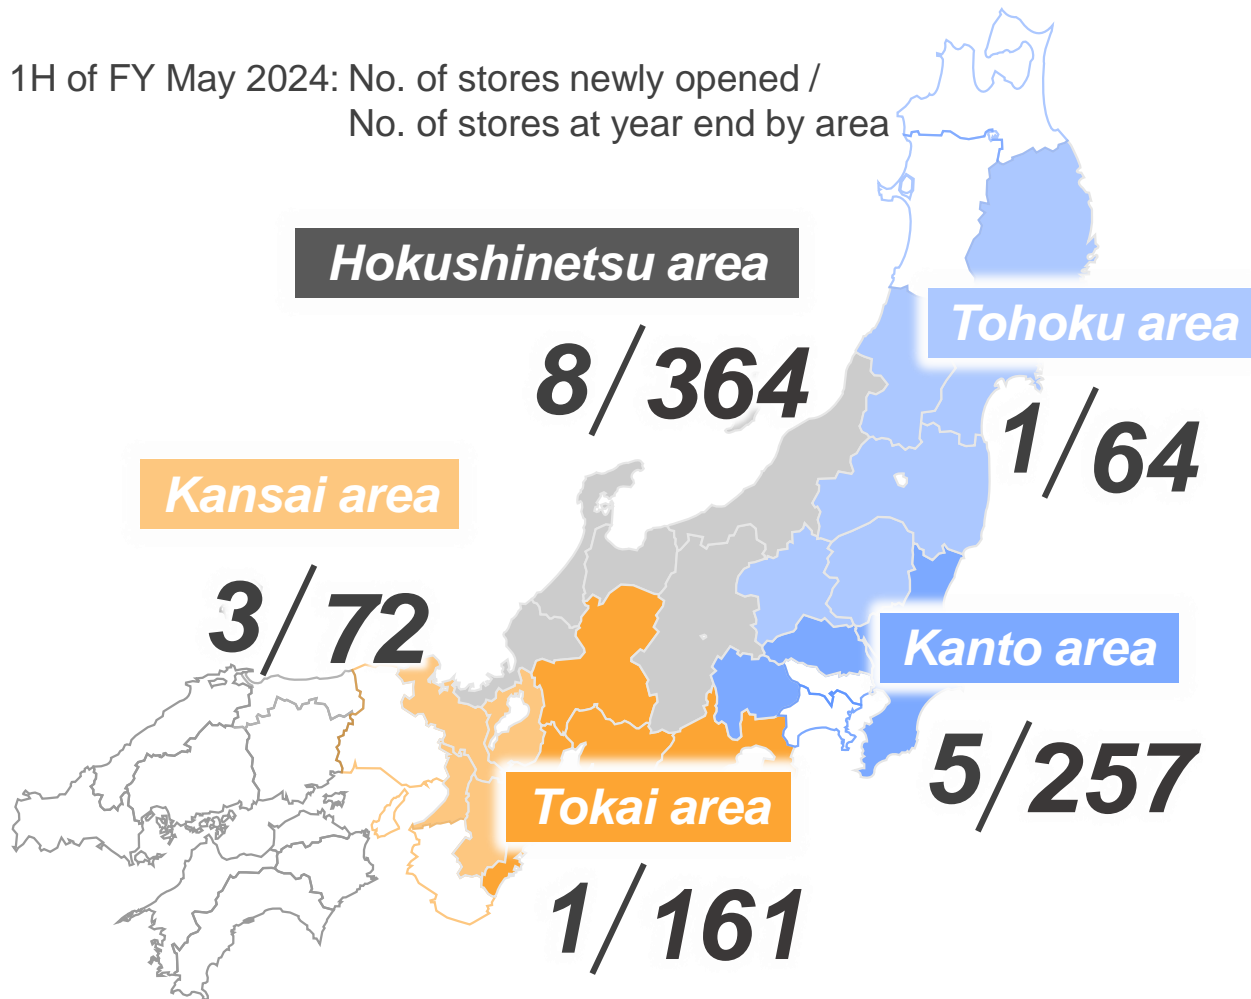 1H of FY May 2024: No. of stores newly opened /
No. of stores at year end by area
Hokushinetsu area
8/364
Tohoku area
1/64
Kansai area
3/72
Kanto area
5/257
Tokai area
1/161